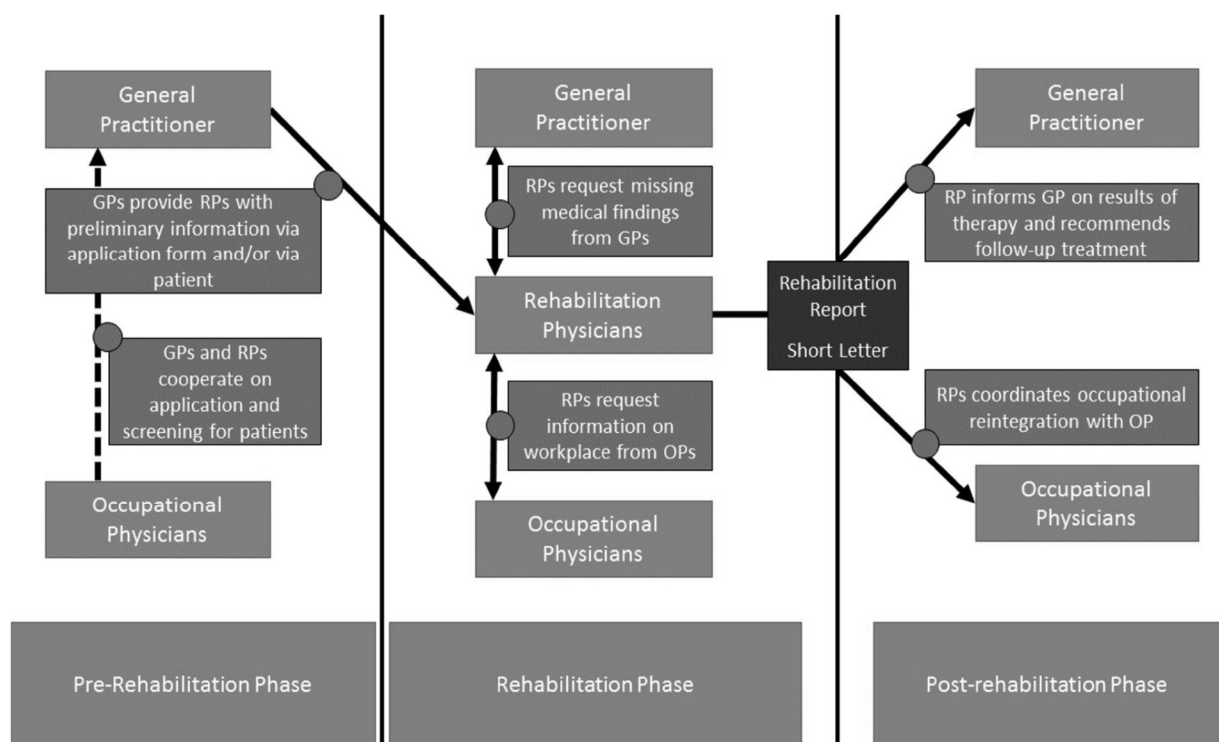 General
Practitioner
GPs provide RPs with
preliminary information via
application form and/or via
patient
GPs and RPs
cooperate on
application and
screening for patients
Occupational
Physicians
Pre-Rehabilitation Phase
General
Practitioner
RPs request missing
medical findings
from GPs
Rehabilitation
Physicians
RPs request
information on
workplace from OPs
Occupational
Physicians
Rehabilitation Phase
Rehabilitation
Report
Short Letter
General
Practitioner
RP informs GP on results of
therapy and recommends
follow-up treatment
RPs coordinates occupational
reintegration with OP
Occupational
Physicians
Post-rehabilitation Phase